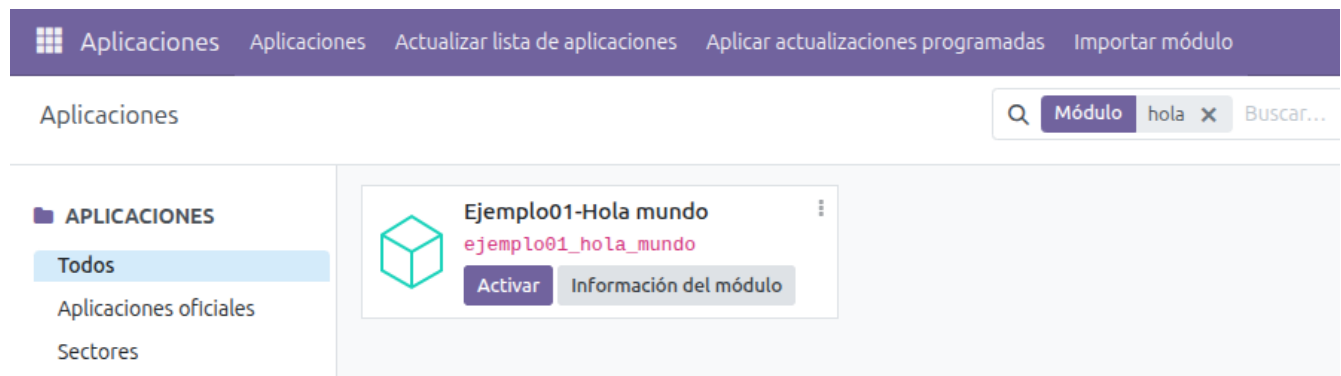 Aplicaciones Aplicaciones Actualizar lista de aplicaciones Aplicar actualizaciones programadas Importar módulo
Aplicaciones Módulo hola × Buscar...
APLICACIONES
Todos
Aplicaciones oficiales
Sectores
Ejemplo01-Hola mundo
ejemplo01_hola_mundo
Activar Información del módulo